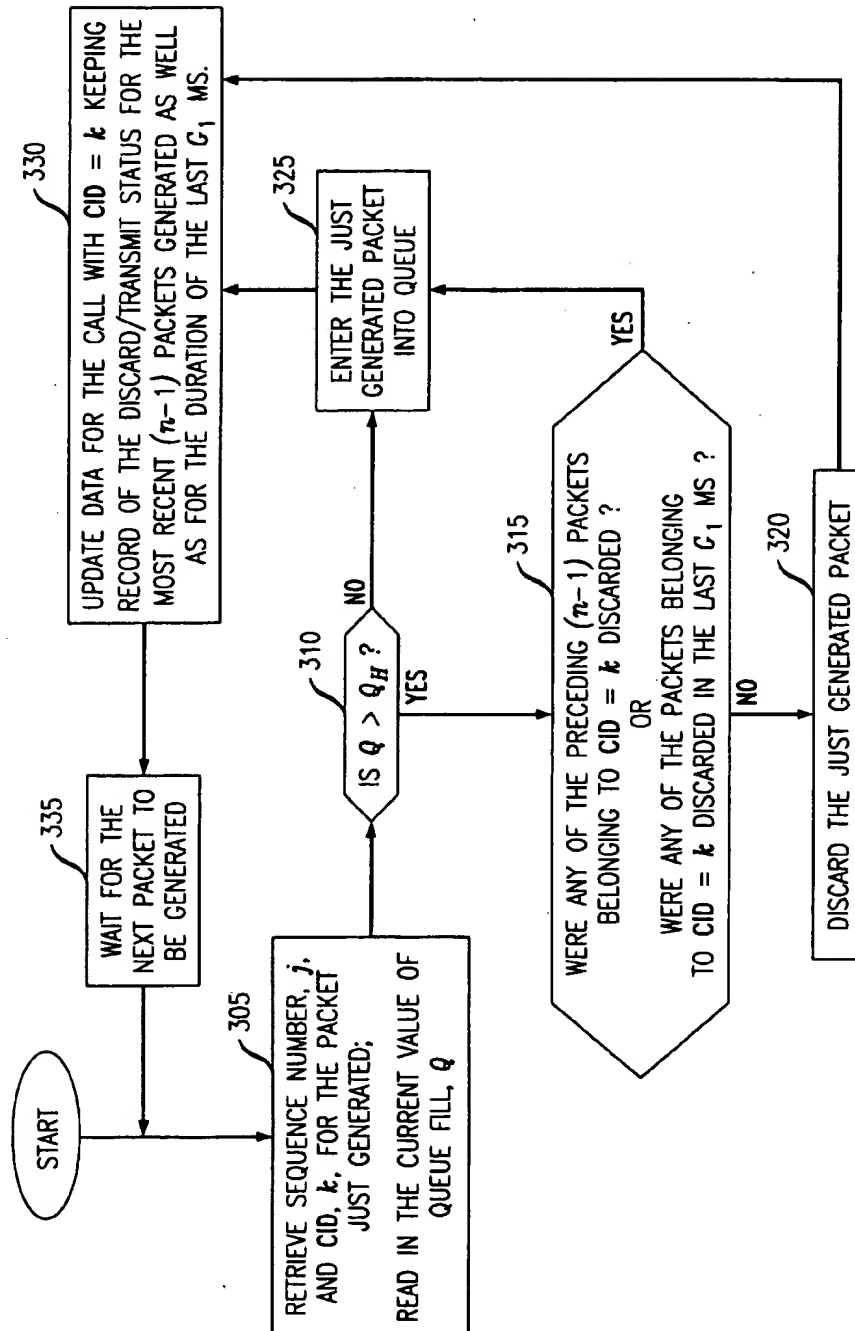 START
335
WAIT FOR THE
NEXT PACKET TO
BE GENERATED
330
UPDATE DATA FOR THE CALL WITH CID = k KEEPING
RECORD OF THE DISCARD/TRANSMIT STATUS FOR THE
MOST RECENT (n-1) PACKETS GENERATED AS WELL
AS FOR THE DURATION OF THE LAST G₁ MS.
305
RETRIEVE SEQUENCE NUMBER, j,
AND CID, k, FOR THE PACKET
JUST GENERATED;
READ IN THE CURRENT VALUE OF
QUEUE FILL, Q
310
IS Q > Q_H ?
NO
YES
325
ENTER THE JUST
GENERATED PACKET
INTO QUEUE
315
WERE ANY OF THE PRECEDING (n-1) PACKETS
BELONGING TO CID = k DISCARDED ?
OR
WERE ANY OF THE PACKETS BELONGING
TO CID = k DISCARDED IN THE LAST G₁ MS ?
YES
NO
320
DISCARD THE JUST GENERATED PACKET